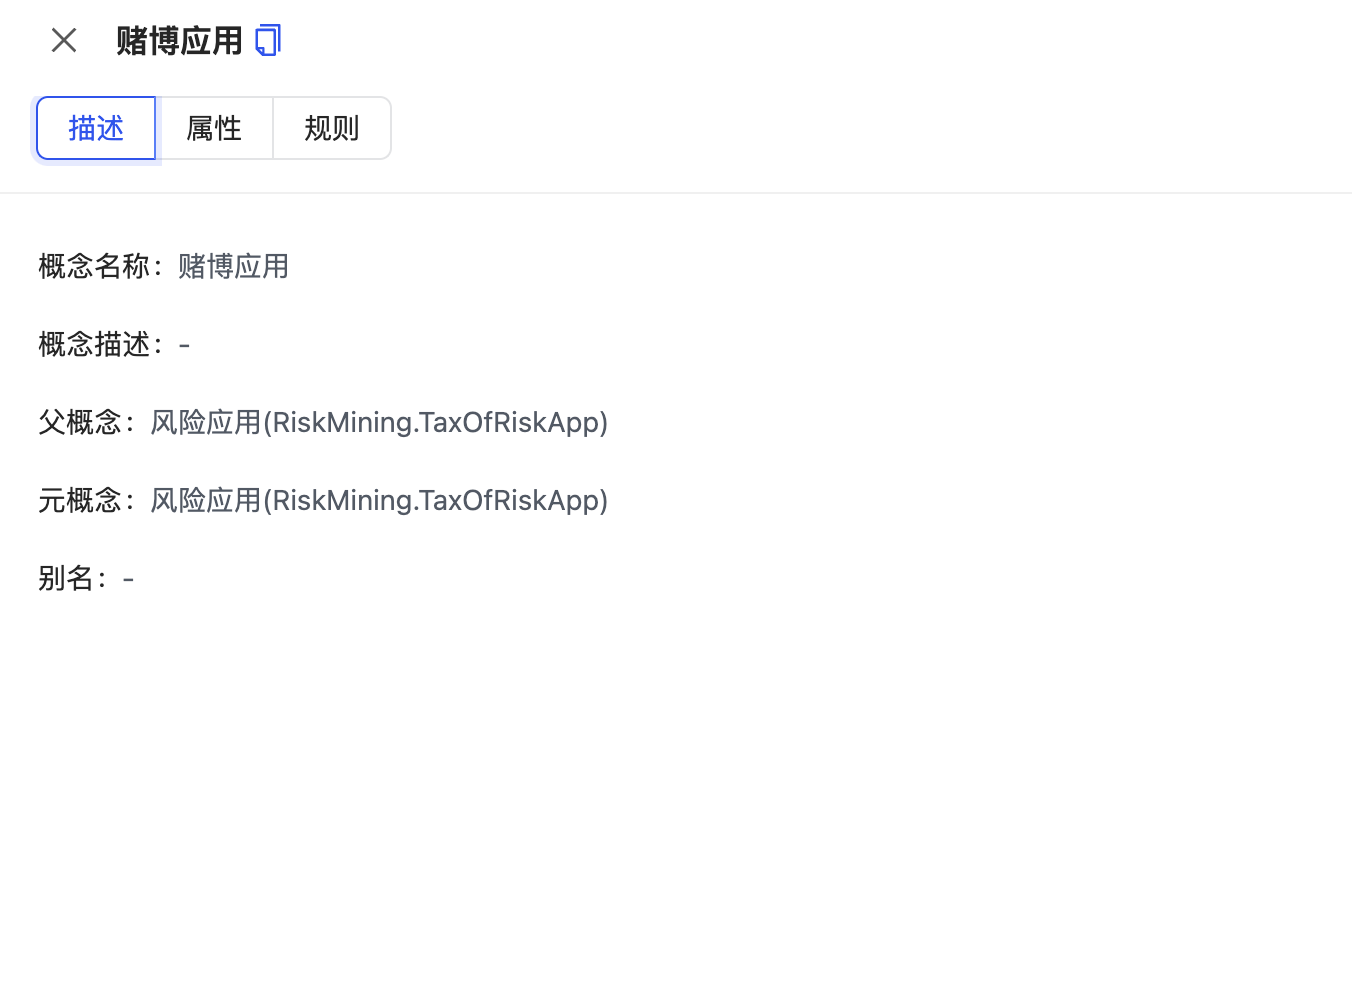 赌博应用
描述 属性 规则
概念名称：赌博应用
概念描述：-
父概念：风险应用(RiskMining.TaxOfRiskApp)
元概念：风险应用(RiskMining.TaxOfRiskApp)
别名：-